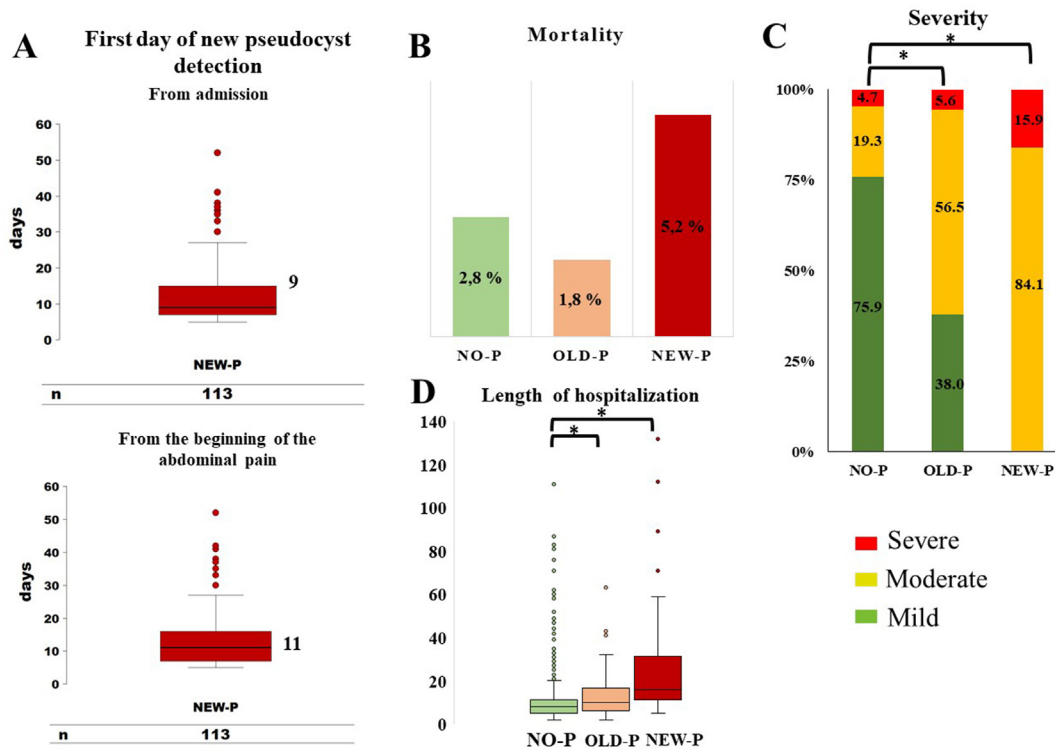 A
First day of new pseudocyst
detection
From admission
60
50
40
30
20
10
0
days
9
NEW-P
n 113
From the beginning of the
abdominal pain
60
50
40
30
20
10
0
days
11
NEW-P
n 113
B
Mortality
2,8 %
1,8 %
5,2 %
NO-P OLD-P NEW-P
C
Severity
*
*
100%
75%
50%
25%
0%
4.7
19.3
75.9
5.6
56.5
38.0
15.9
84.1
NO-P OLD-P NEW-P
Severe
Moderate
Mild
D
Length of hospitalization
*
*
140
120
100
80
60
40
20
0
NO-P OLD-P NEW-P